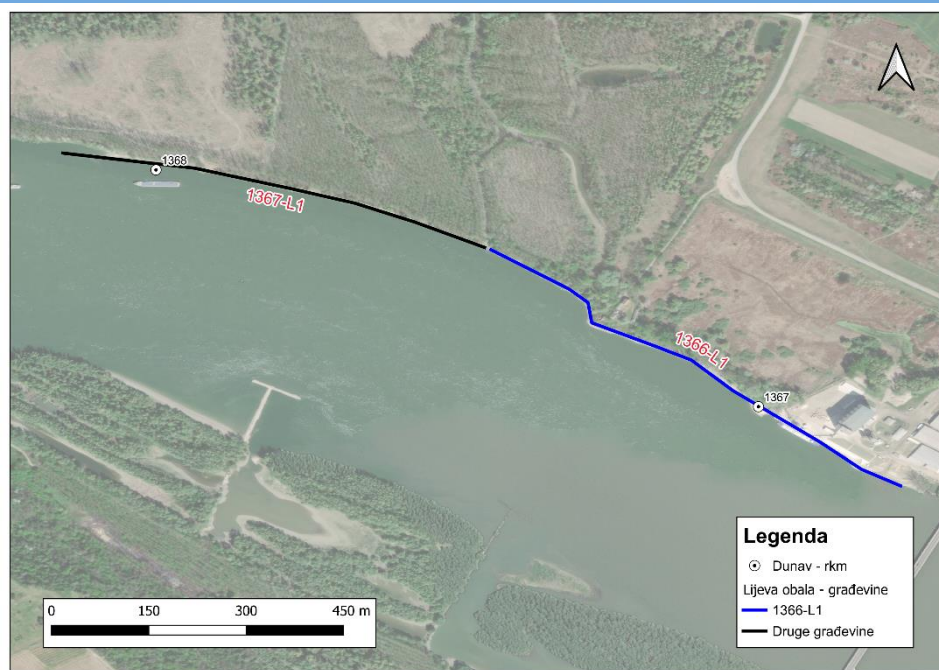 1368
1367-L1
1366-L1
1367
Legenda
Dunav - rkm
Lijeva obala - građevine
1366-L1
Druge građevine
0 150 300 450 m